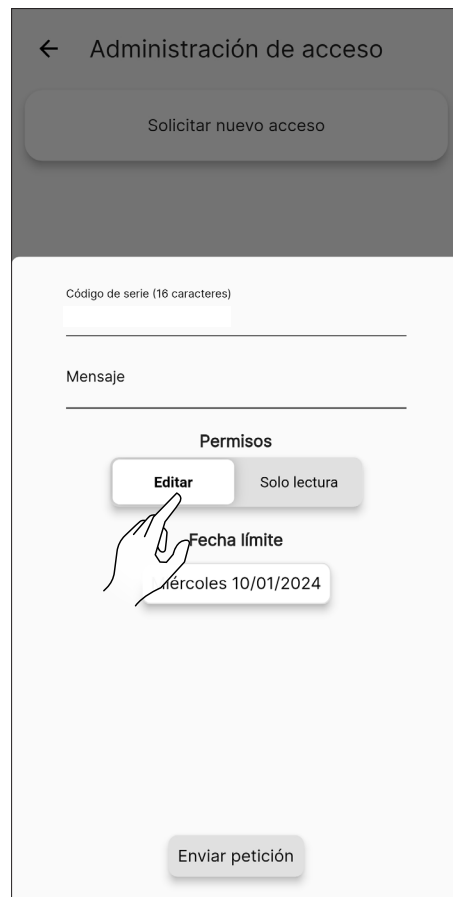 Administración de acceso
Solicitar nuevo acceso
Código de serie (16 caracteres)
Mensaje
Permisos
Editar Solo lectura
Fecha límite
10/01/2024
Enviar petición